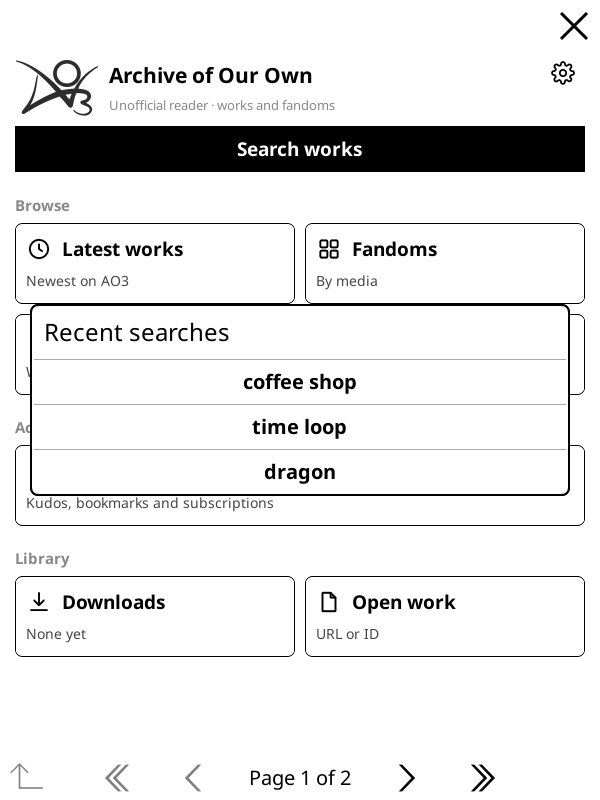 Archive of Our Own
Unofficial reader · works and fandoms
Search works
Browse
Latest works
Newest on AO3
Fandoms
By media
Recent searches
coffee shop
time loop
dragon
Kudos, bookmarks and subscriptions
Library
Downloads
None yet
Open work
URL or ID
Page 1 of 2